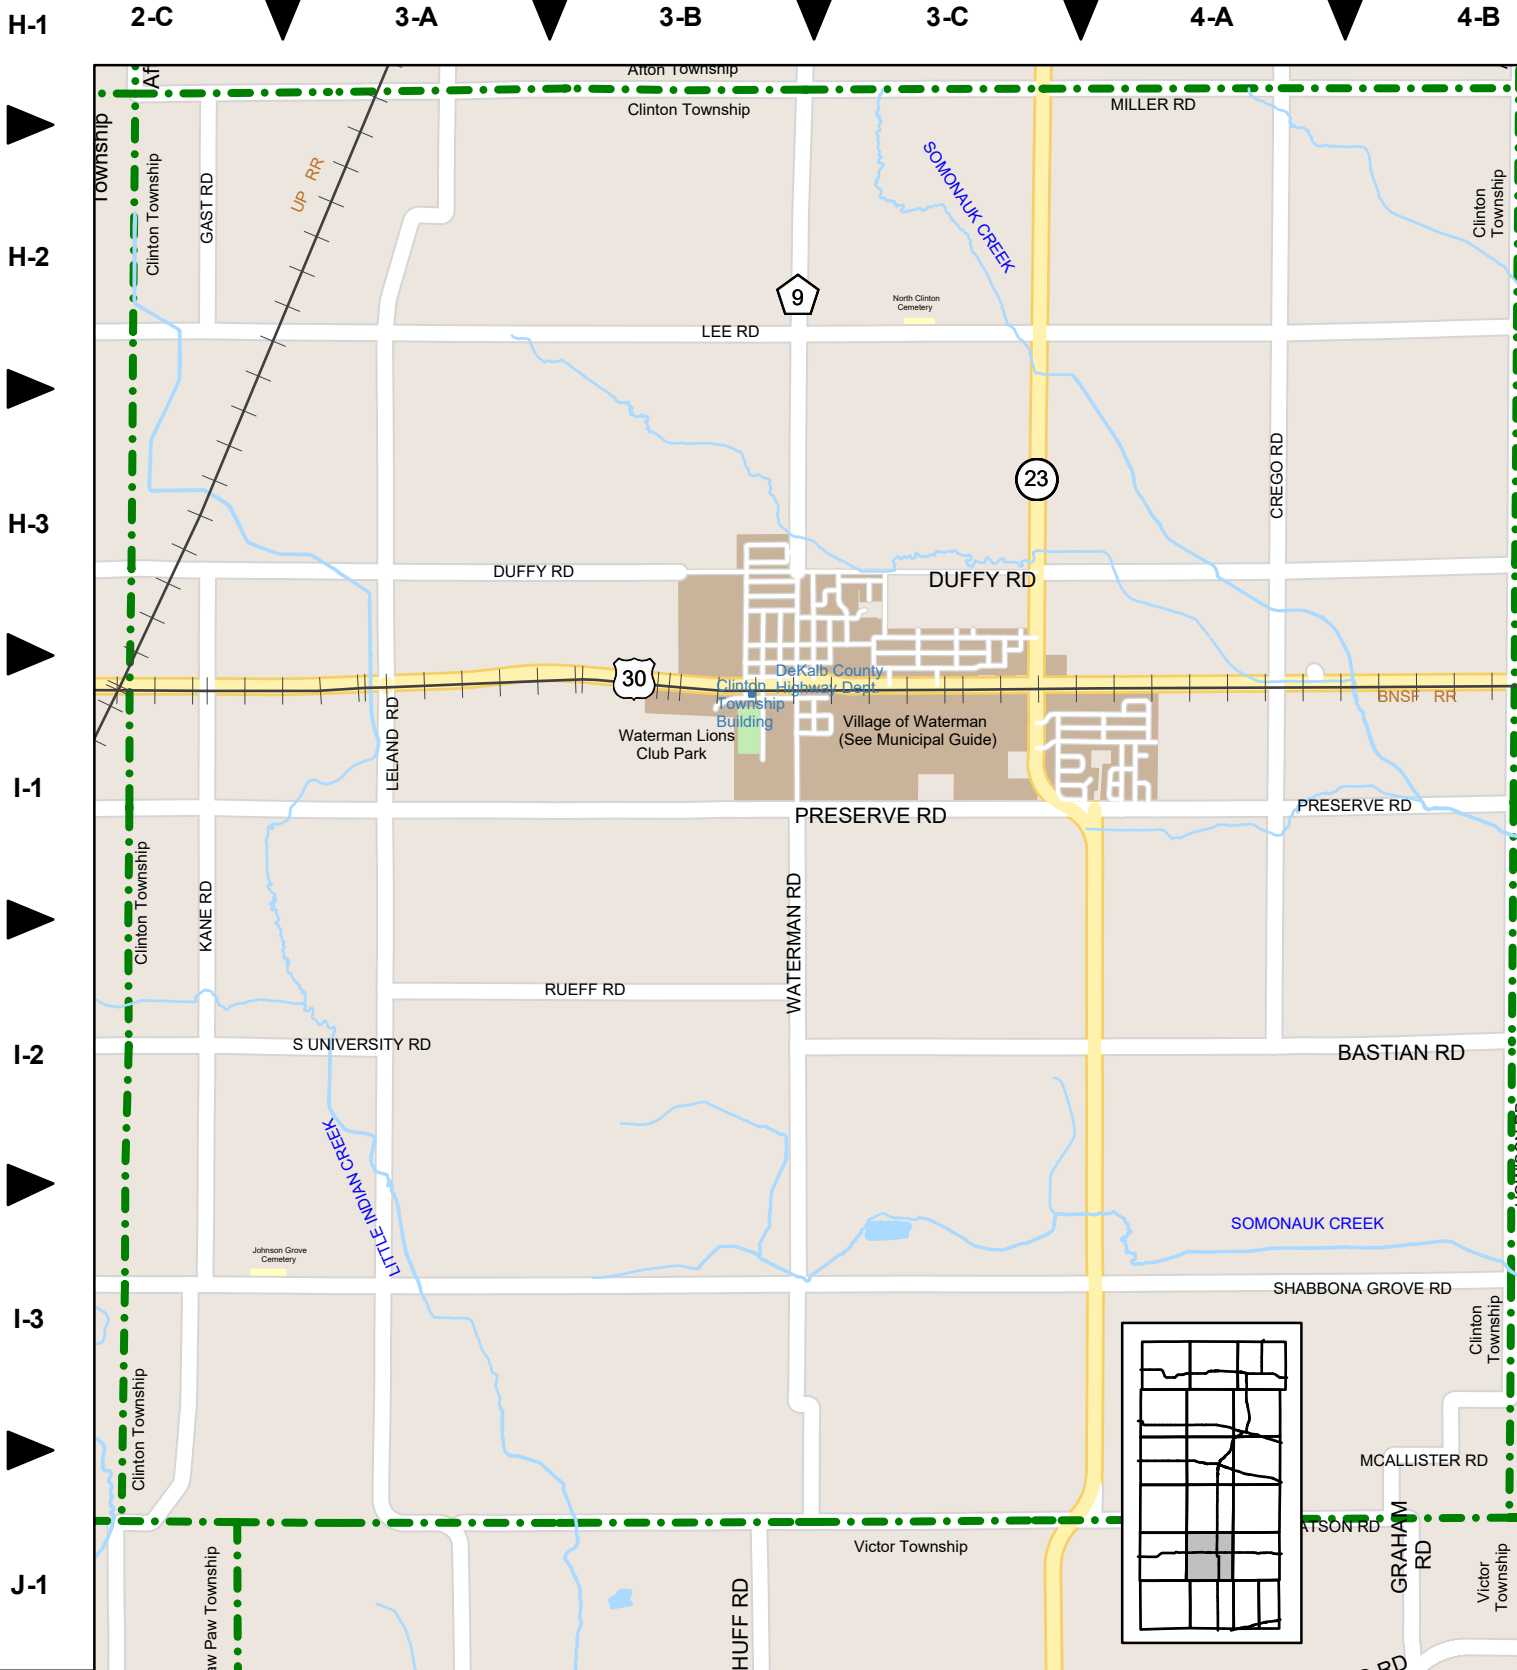 H-1
2-C
3-A
3-B
3-C
4-A
4-B
Af
Afton Township
Clinton Township
MILLER RD
Township
Clinton Township
GAST RD
UP RR
SOMONAUK CREEK
Clinton
Township
H-2
9
North Clinton
Cemetery
LEE RD
H-3
23
CREGO RD
DUFFY RD
DUFFY RD
30
DeKalb County
Highway Dept.
Clinton
Township
Building
BNSF RR
LELAND RD
Waterman Lions
Club Park
Village of Waterman
(See Municipal Guide)
I-1
PRESERVE RD
PRESERVE RD
Clinton Township
KANE RD
WATERMAN RD
RUEFF RD
I-2
S UNIVERSITY RD
BASTIAN RD
LITTLE INDIAN CREEK
SOMONAUK CREEK
Johnson Grove
Cemetery
SHABBONA GROVE RD
I-3
Clinton
Township
Clinton Township
MCALLISTER RD
ATSON RD
GRAHAM
RD
Victor Township
Victor
Township
J-1
aw Paw Township
HUFF RD
RD